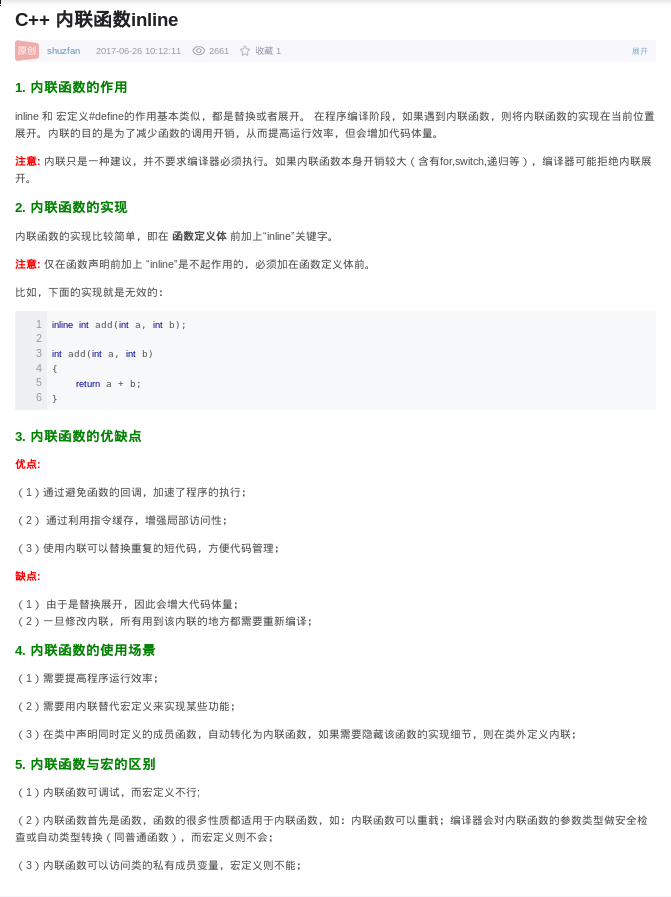 C++ 内联函数inline
原创 shuzfan 2017-06-26 10:12:11 2661 收藏 1 展开
1. 内联函数的作用
inline 和 宏定义#define的作用基本类似，都是替换或者展开。 在程序编译阶段，如果遇到内联函数，则将内联函数的实现在当前位置
展开。内联的目的是为了减少函数的调用开销，从而提高运行效率，但会增加代码体量。
注意: 内联只是一种建议，并不要求编译器必须执行。如果内联函数本身开销较大（含有for,switch,递归等），编译器可能拒绝内联展
开。
2. 内联函数的实现
内联函数的实现比较简单，即在 函数定义体 前加上“inline”关键字。
注意: 仅在函数声明前加上 “inline”是不起作用的，必须加在函数定义体前。
比如，下面的实现就是无效的：
1 inline int add(int a, int b);
2
3 int add(int a, int b)
4 {
5 return a + b;
6 }
3. 内联函数的优缺点
优点:
（1）通过避免函数的回调，加速了程序的执行；
（2） 通过利用指令缓存，增强局部访问性；
（3）使用内联可以替换重复的短代码，方便代码管理；
缺点:
（1） 由于是替换展开，因此会增大代码体量；
（2）一旦修改内联，所有用到该内联的地方都需要重新编译；
4. 内联函数的使用场景
（1）需要提高程序运行效率；
（2）需要用内联替代宏定义来实现某些功能；
（3）在类中声明同时定义的成员函数，自动转化为内联函数，如果需要隐藏该函数的实现细节，则在类外定义内联；
5. 内联函数与宏的区别
（1）内联函数可调试，而宏定义不行;
（2）内联函数首先是函数，函数的很多性质都适用于内联函数，如：内联函数可以重载；编译器会对内联函数的参数类型做安全检
查或自动类型转换（同普通函数），而宏定义则不会；
（3）内联函数可以访问类的私有成员变量，宏定义则不能；